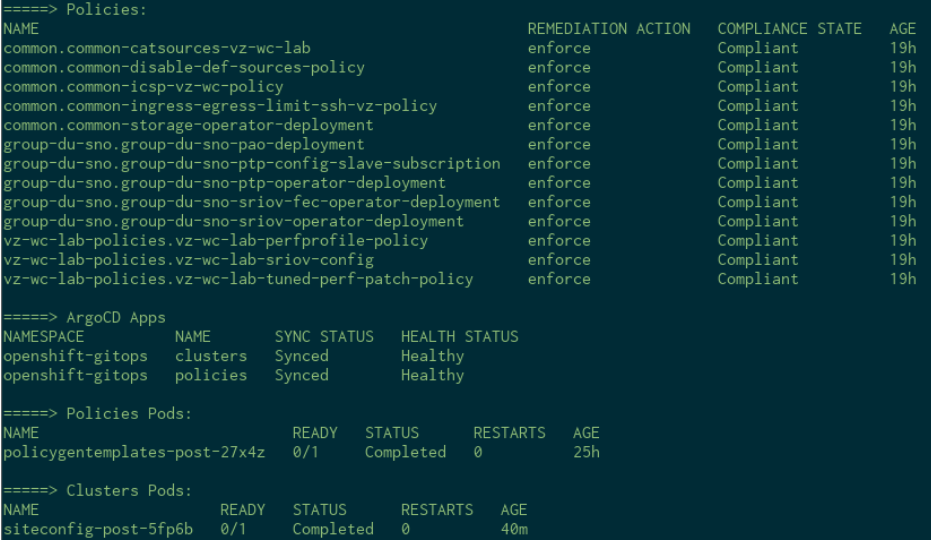 =====> Policies:
NAME REMEDIATION ACTION COMPLIANCE STATE AGE
common.common-catsources-vz-wc-lab enforce Compliant 19h
common.common-disable-def-sources-policy enforce Compliant 19h
common.common-icsp-vz-wc-policy enforce Compliant 19h
common.common-ingress-egress-limit-ssh-vz-policy enforce Compliant 19h
common.common-storage-operator-deployment enforce Compliant 19h
group-du-sno.group-du-sno-pao-deployment enforce Compliant 19h
group-du-sno.group-du-sno-ptp-config-slave-subscription enforce Compliant 19h
group-du-sno.group-du-sno-ptp-operator-deployment enforce Compliant 19h
group-du-sno.group-du-sno-sriov-fec-operator-deployment enforce Compliant 19h
group-du-sno.group-du-sno-sriov-operator-deployment enforce Compliant 19h
vz-wc-lab-policies.vz-wc-lab-perfprofile-policy enforce Compliant 19h
vz-wc-lab-policies.vz-wc-lab-sriov-config enforce Compliant 19h
vz-wc-lab-policies.vz-wc-lab-tuned-perf-patch-policy enforce Compliant 19h
=====> ArgoCD Apps
NAMESPACE NAME SYNC STATUS HEALTH STATUS
openshift-gitops clusters Synced Healthy
openshift-gitops policies Synced Healthy
=====> Policies Pods:
NAME READY STATUS RESTARTS AGE
policygentemplates-post-27x4z 0/1 Completed 0 25h
=====> Clusters Pods:
NAME READY STATUS RESTARTS AGE
siteconfig-post-5fp6b 0/1 Completed 0 40m